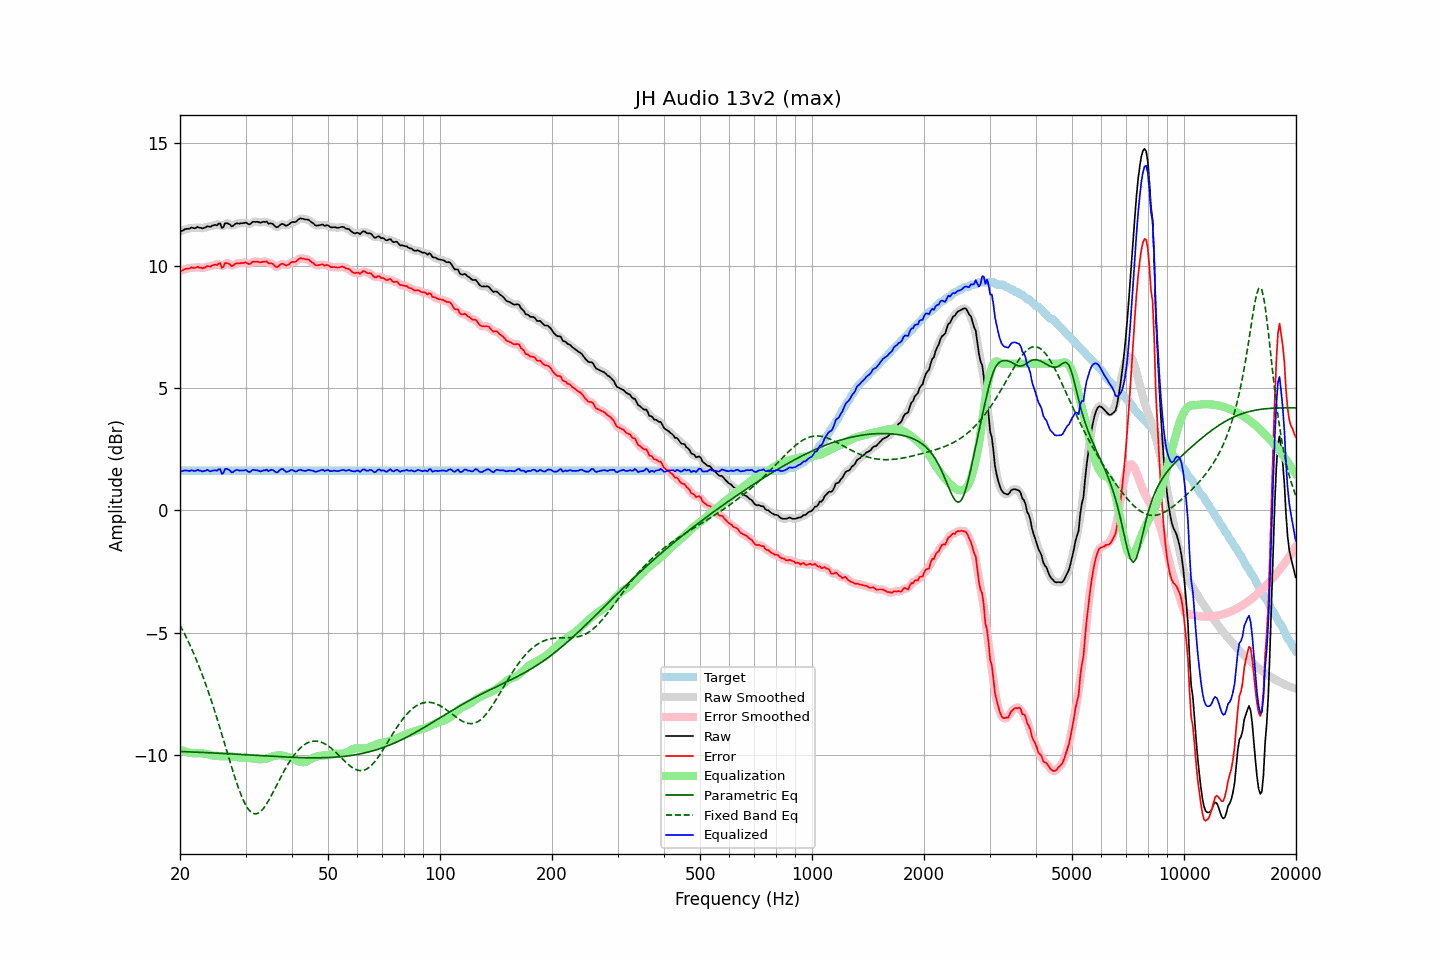 JH Audio 13v2 (max)
15
10
5
0
−5
−10
Amplitude (dBr)
Target
Raw Smoothed
Error Smoothed
Raw
Error
Equalization
Parametric Eq
Fixed Band Eq
Equalized
20
50
100
200
500
1000
2000
5000
10000
20000
Frequency (Hz)